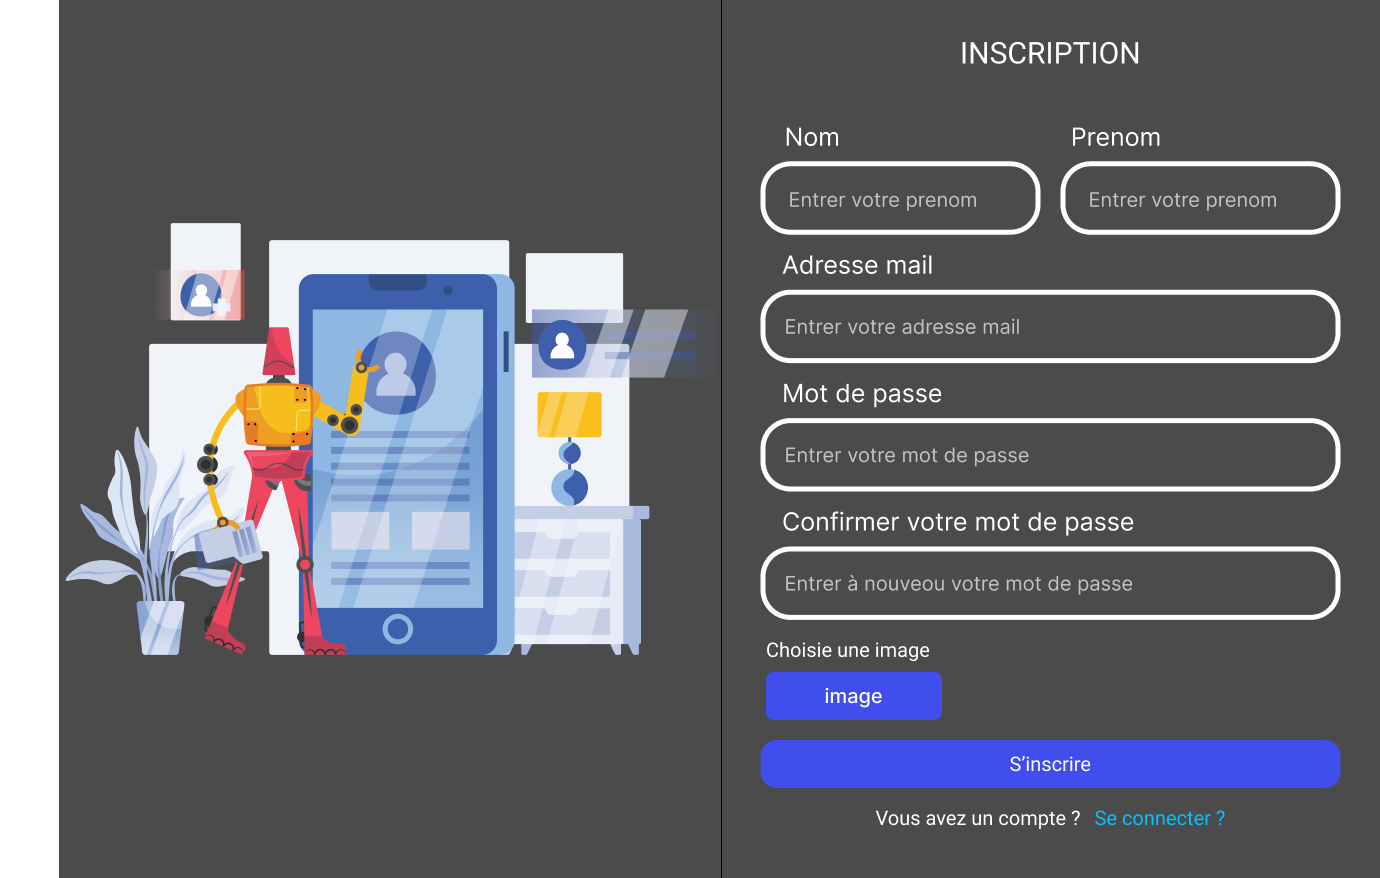 INSCRIPTION
Nom
Prenom
Entrer votre prenom
Entrer votre prenom
Adresse mail
Entrer votre adresse mail
Mot de passe
Entrer votre mot de passe
Confirmer votre mot de passe
Entrer à nouveou votre mot de passe
Choisie une image
image
S’inscrire
Vous avez un compte ? Se connecter ?